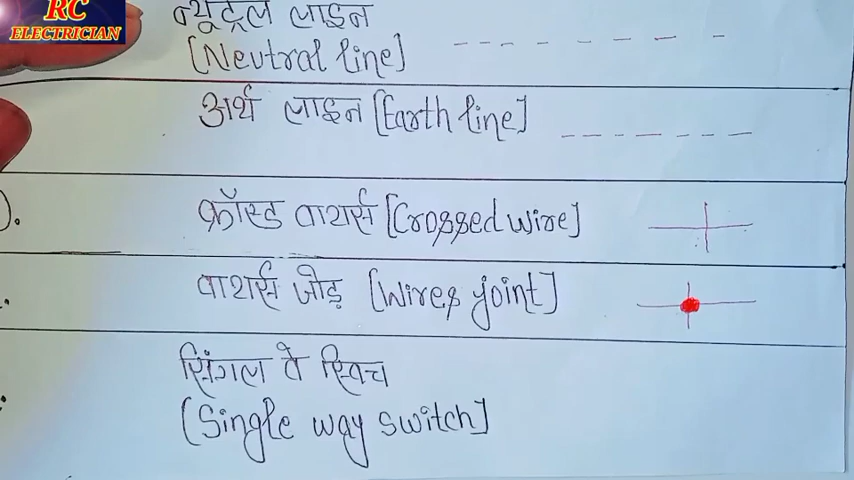 RC
ELECTRICIAN
न्यूट्रल लाइन
[Neutral line]
अर्थ लाइन [Earth line]
क्रॉस्ड वायर्स [Crossed wire]
वायर्स जोड़ [Wires joint]
सिंगल वे स्विच
[Single way switch]